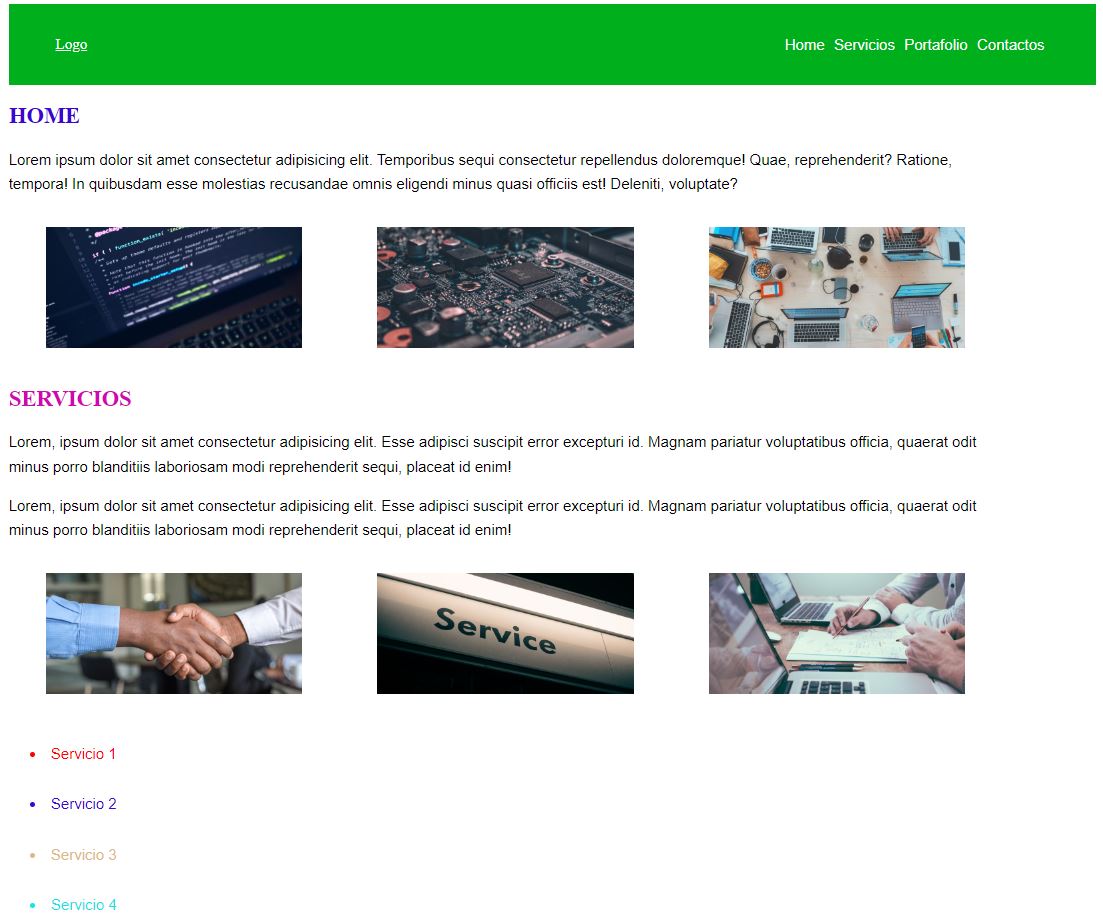 Logo
Home Servicios Portafolio Contactos
HOME
Lorem ipsum dolor sit amet consectetur adipisicing elit. Temporibus sequi consectetur repellendus doloremque! Quae, reprehenderit? Ratione,
tempora! In quibusdam esse molestias recusandae omnis eligendi minus quasi officiis est! Deleniti, voluptate?
SERVICIOS
Lorem, ipsum dolor sit amet consectetur adipisicing elit. Esse adipisci suscipit error excepturi id. Magnam pariatur voluptatibus officia, quaerat odit
minus porro blanditiis laboriosam modi reprehenderit sequi, placeat id enim!
Lorem, ipsum dolor sit amet consectetur adipisicing elit. Esse adipisci suscipit error excepturi id. Magnam pariatur voluptatibus officia, quaerat odit
minus porro blanditiis laboriosam modi reprehenderit sequi, placeat id enim!
Service
Servicio 1
Servicio 2
Servicio 3
Servicio 4